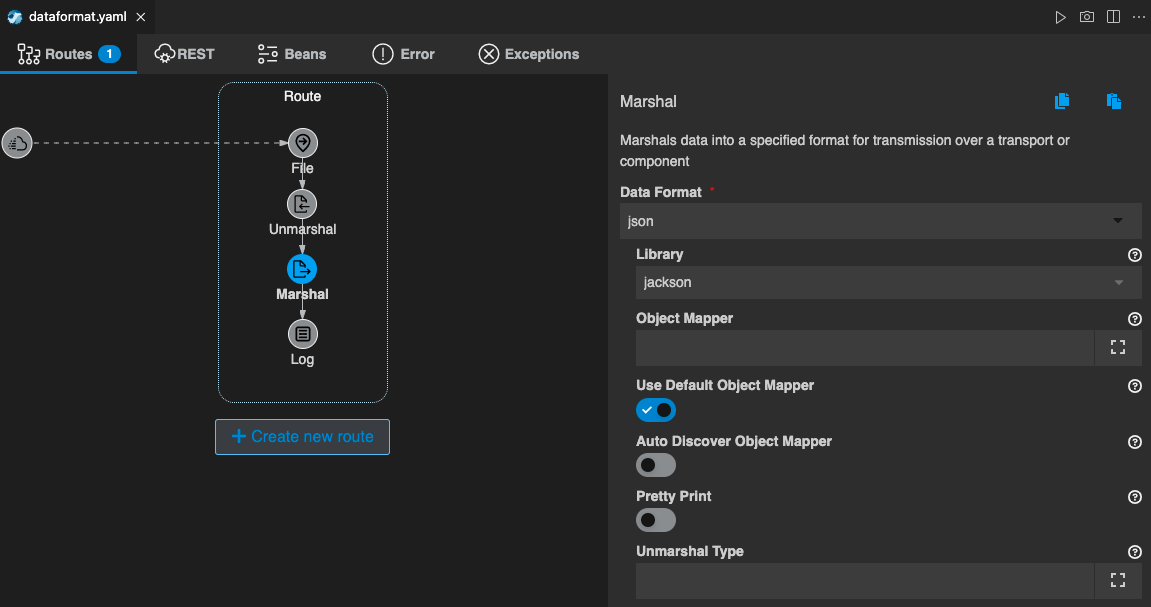 dataformat.yaml
Routes 1 REST Beans Error Exceptions
Route
File
Unmarshal
Marshal
Log
Create new route
Marshal
Marshals data into a specified format for transmission over a transport or
component
Data Format *
json
Library
jackson
Object Mapper
Use Default Object Mapper
Auto Discover Object Mapper
Pretty Print
Unmarshal Type